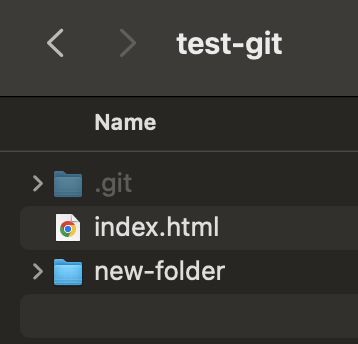 test-git
Name
.git
index.html
new-folder